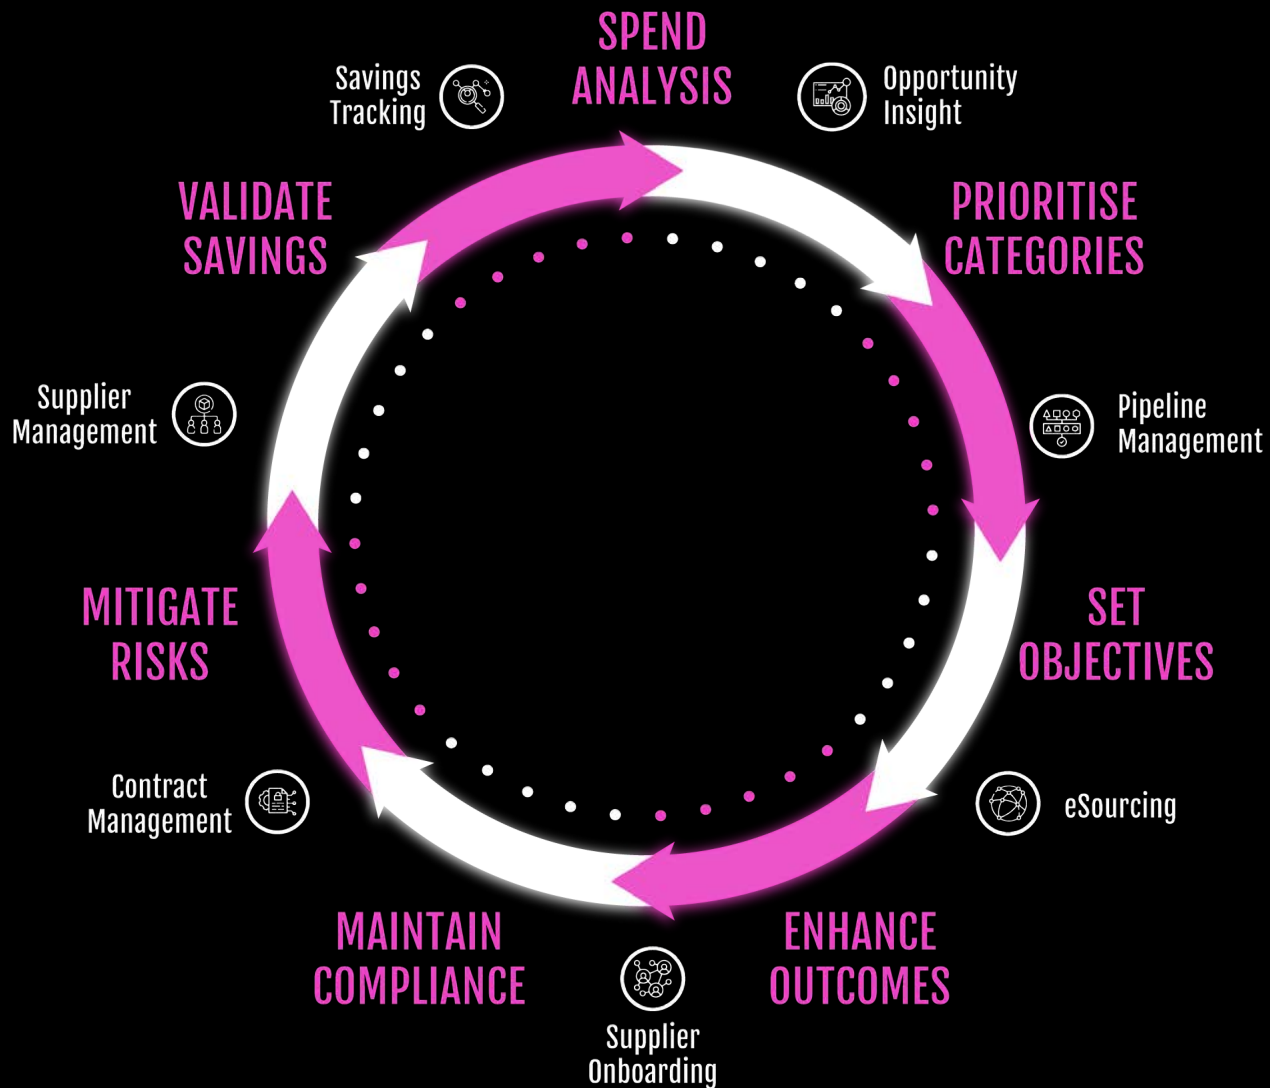 SPEND
ANALYSIS
Opportunity
Insight
PRIORITISE
CATEGORIES
Pipeline
Management
SET
OBJECTIVES
eSourcing
ENHANCE
OUTCOMES
Supplier
Onboarding
MAINTAIN
COMPLIANCE
Contract
Management
MITIGATE
RISKS
Supplier
Management
VALIDATE
SAVINGS
Savings
Tracking